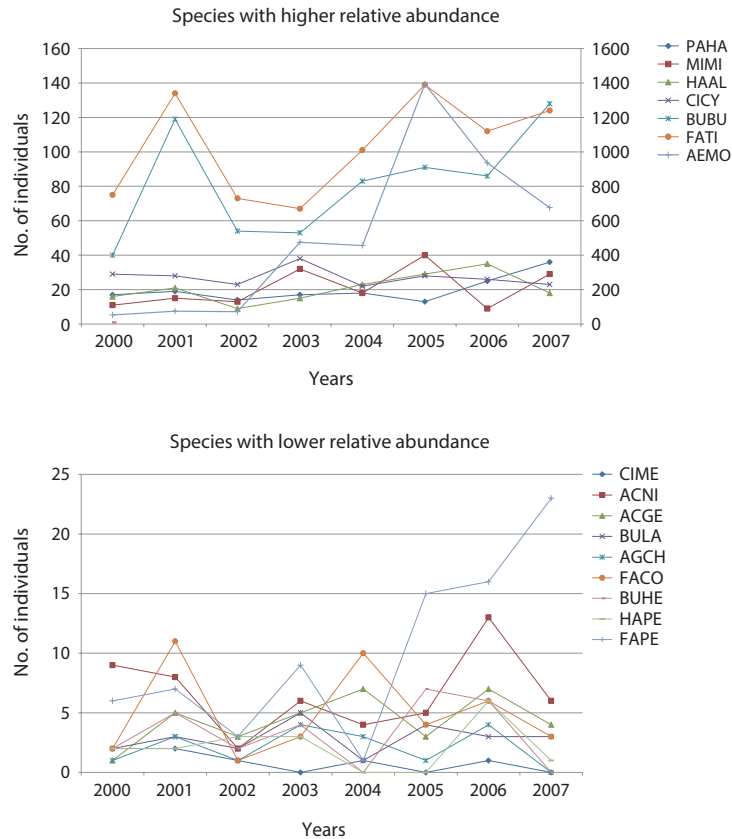 Species with higher relative abundance
No. of individuals
160
140
120
100
80
60
40
20
0
1600
1400
1200
1000
800
600
400
200
0
2000 2001 2002 2003 2004 2005 2006 2007
Years
PAHA
MIMI
HAAL
CICY
BUBU
FATI
AEMO
Species with lower relative abundance
No. of individuals
25
20
15
10
5
0
2000 2001 2002 2003 2004 2005 2006 2007
Years
CIME
ACNI
ACGE
BULA
AGCH
FACO
BUHE
HAPE
FAPE